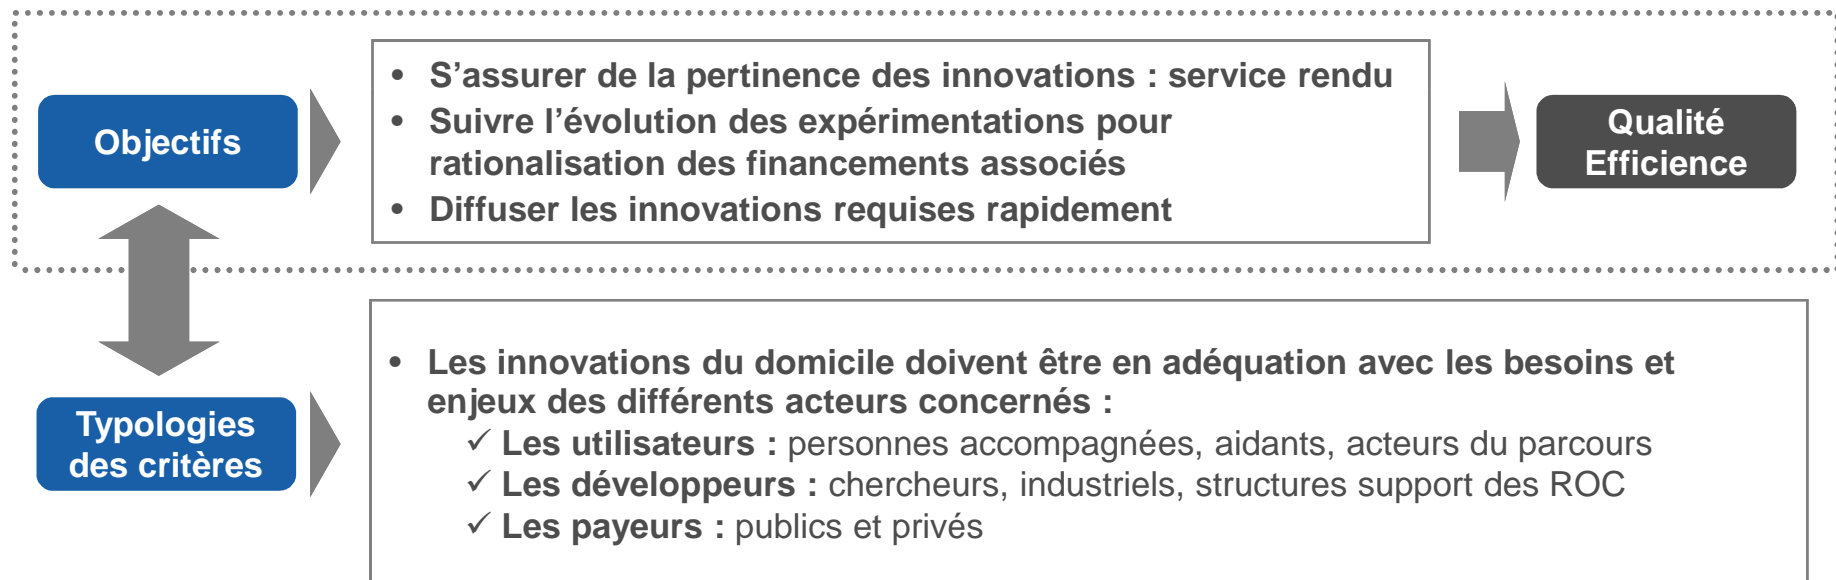 Objectifs
• S’assurer de la pertinence des innovations : service rendu
• Suivre l’évolution des expérimentations pour
rationalisation des financements associés
• Diffuser les innovations requises rapidement
Qualité
Efficience
Typologies
des critères
• Les innovations du domicile doivent être en adéquation avec les besoins et
enjeux des différents acteurs concernés :
✓ Les utilisateurs : personnes accompagnées, aidants, acteurs du parcours
✓ Les développeurs : chercheurs, industriels, structures support des ROC
✓ Les payeurs : publics et privés